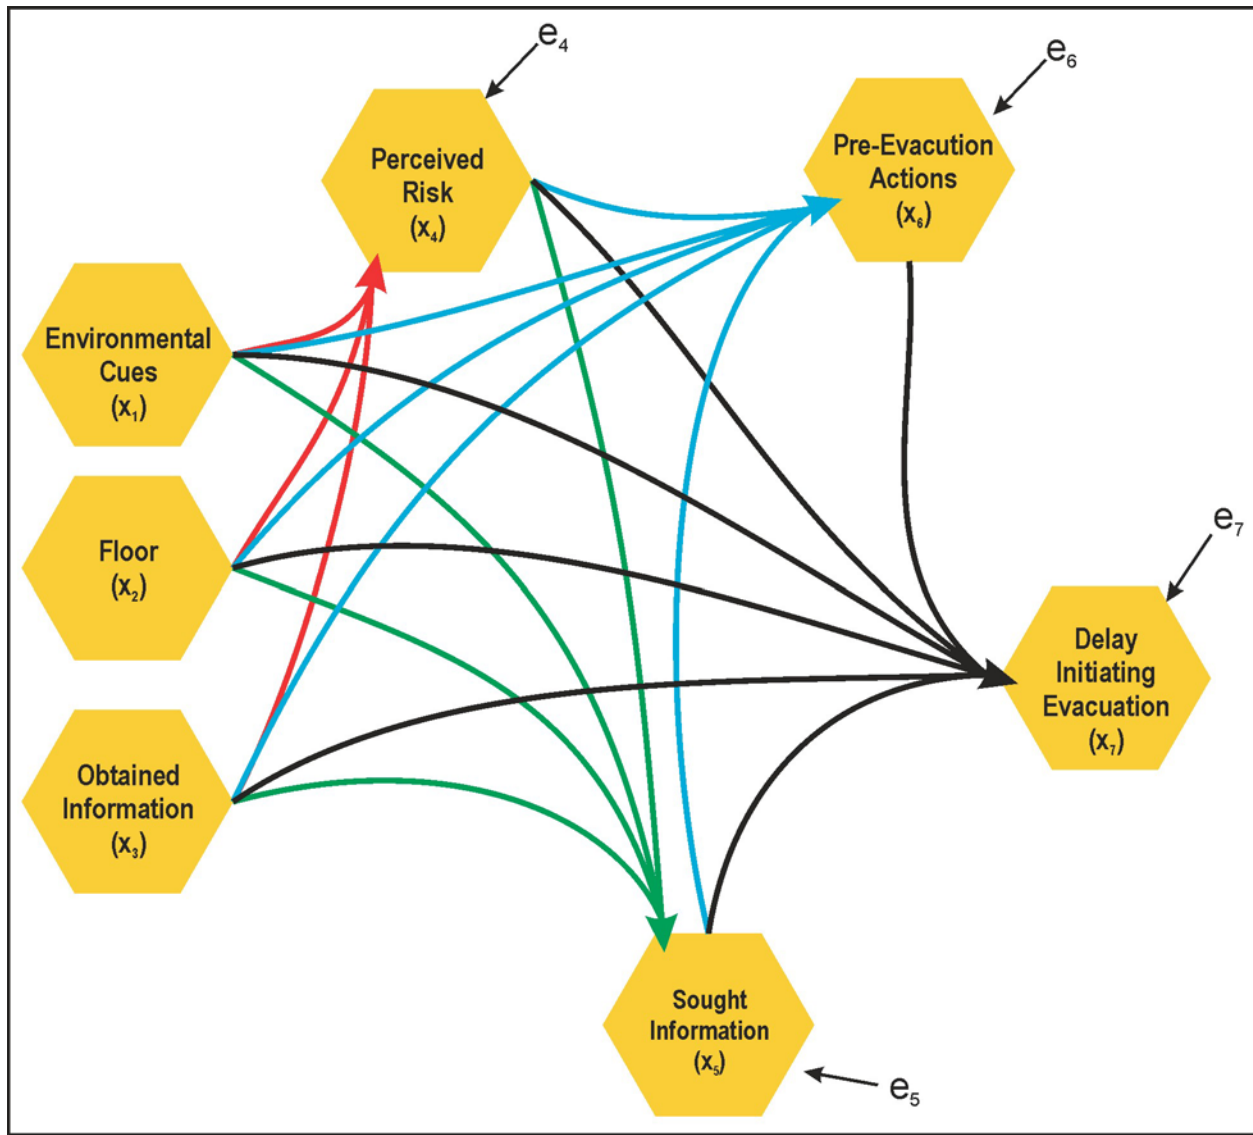 e₄
e₆
Perceived
Risk
(x₄)
Pre-Evacution
Actions
(x₆)
Environmental
Cues
(x₁)
Floor
(x₂)
e₇
Delay
Initiating
Evacuation
(x₇)
Obtained
Information
(x₃)
Sought
Information
(x₅)
e₅